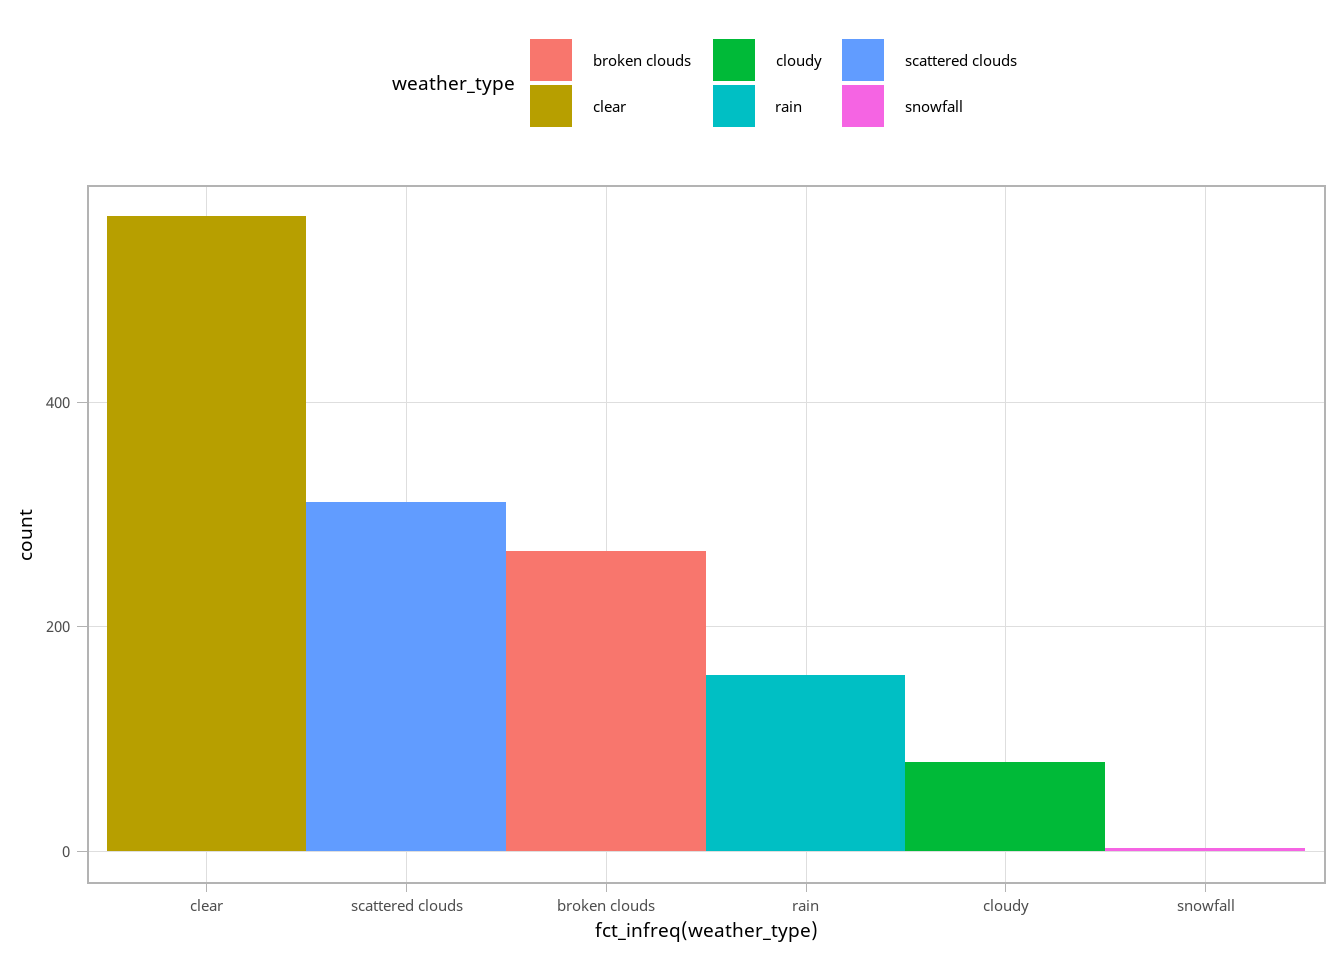 weather_type
broken clouds
cloudy
scattered clouds
clear
rain
snowfall
count
400
200
0
clear
scattered clouds
broken clouds
rain
cloudy
snowfall
fct_infreq(weather_type)